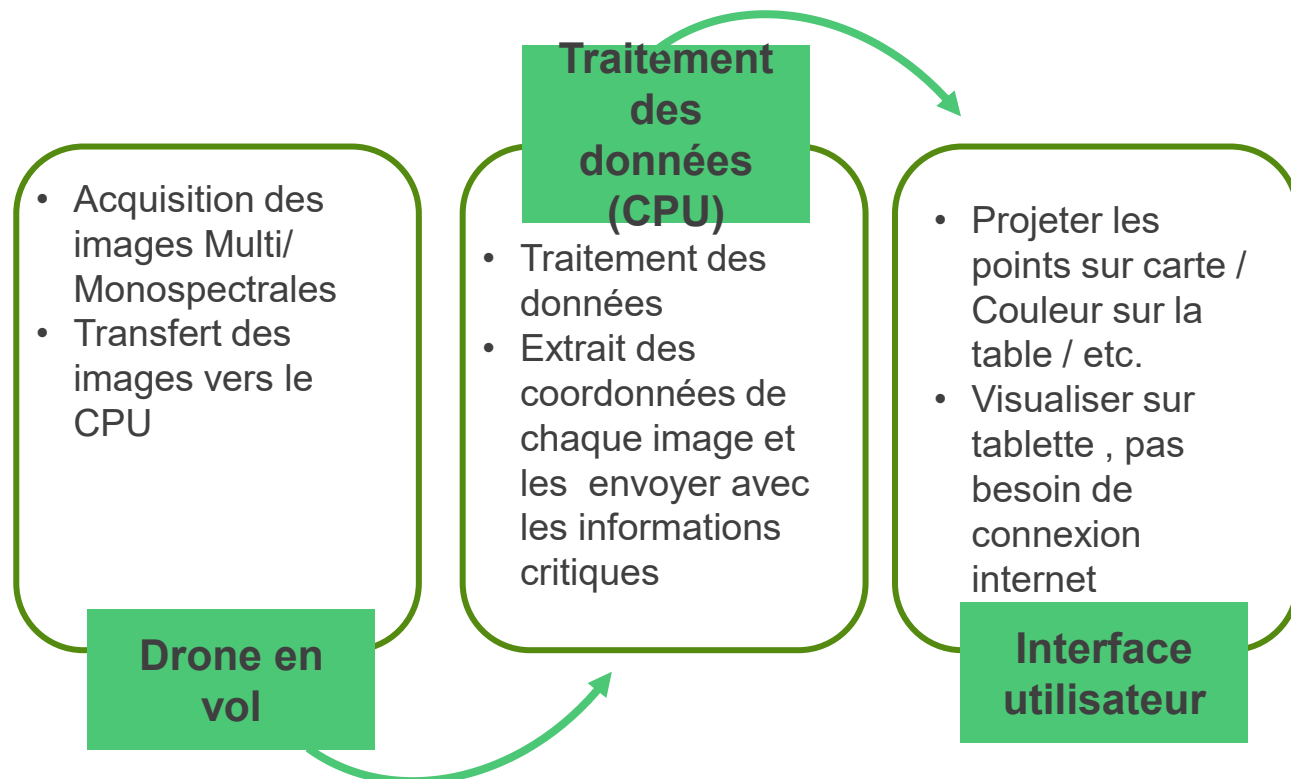 • Acquisition des
images Multi/
Monospectrales
• Transfert des
images vers le
CPU
Drone en
vol
Traitement
des
données
(CPU)
• Traitement des
données
• Extrait des
coordonnées de
chaque image et
les  envoyer avec
les informations
critiques
• Projeter les
points sur carte /
Couleur sur la
table / etc.
• Visualiser sur
tablette , pas
besoin de
connexion
internet
Interface
utilisateur